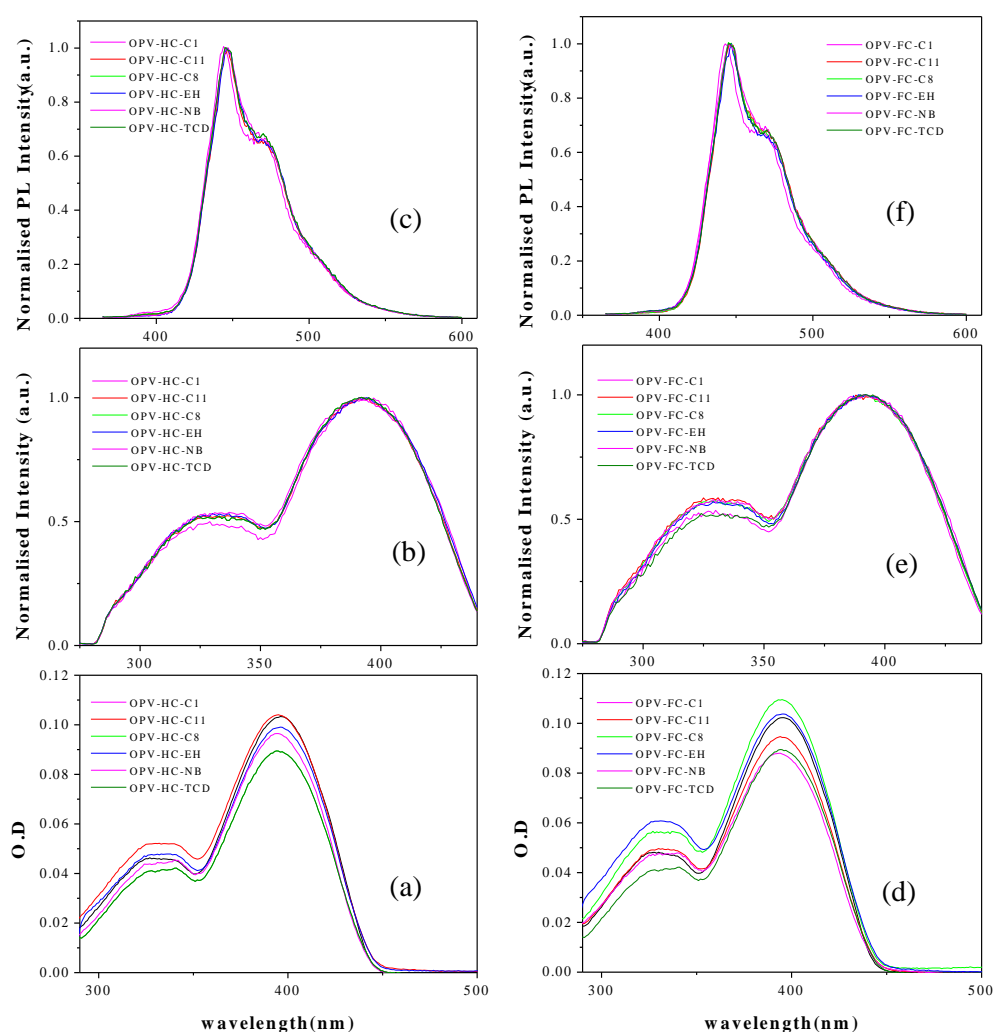 Normalised PL Intensity(a.u.)
1.0
0.8
0.6
0.4
0.2
0.0
OPV-HC-C1
OPV-HC-C11
OPV-HC-C8
OPV-HC-EH
OPV-HC-NB
OPV-HC-TCD
(c)
400
500
600
Normalised PL Intensity(a.u.)
1.0
0.8
0.6
0.4
0.2
0.0
OPV-FC-C1
OPV-FC-C11
OPV-FC-C8
OPV-FC-EH
OPV-FC-NB
OPV-FC-TCD
(f)
400
500
600
Normalised Intensity (a.u.)
1.0
0.5
0.0
OPV-HC-C1
OPV-HC-C11
OPV-HC-C8
OPV-HC-EH
OPV-HC-NB
OPV-HC-TCD
(b)
300
350
400
Normalised Intensity (a.u.)
1.0
0.5
0.0
OPV-FC-C1
OPV-FC-C11
OPV-FC-C8
OPV-FC-EH
OPV-FC-NB
OPV-FC-TCD
(e)
300
350
400
O.D
0.12
0.10
0.08
0.06
0.04
0.02
0.00
OPV-HC-C1
OPV-HC-C11
OPV-HC-C8
OPV-HC-EH
OPV-HC-NB
OPV-HC-TCD
(a)
300
400
500
wavelength(nm)
O.D
0.12
0.10
0.08
0.06
0.04
0.02
0.00
OPV-FC-C1
OPV-FC-C11
OPV-FC-C8
OPV-FC-EH
OPV-FC-NB
OPV-FC-TCD
(d)
300
400
500
wavelength(nm)